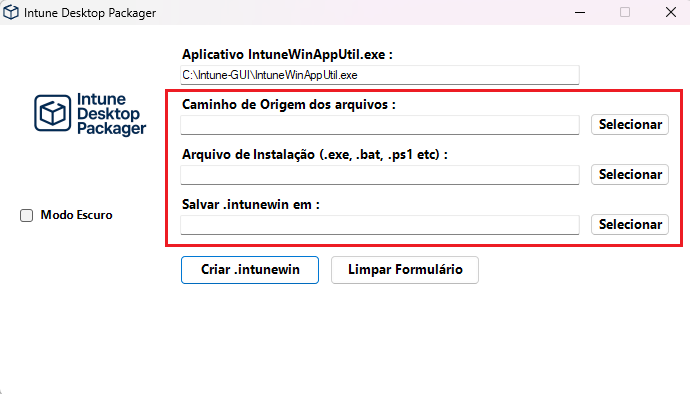 Intune Desktop Packager
Aplicativo IntuneWinAppUtil.exe :
C:\Intune-GUI\IntuneWinAppUtil.exe
Intune
Desktop
Packager
Caminho de Origem dos arquivos :
Selecionar
Arquivo de Instalação (.exe, .bat, .ps1 etc) :
Selecionar
Salvar .intunewin em :
Selecionar
Modo Escuro
Criar .intunewin
Limpar Formulário